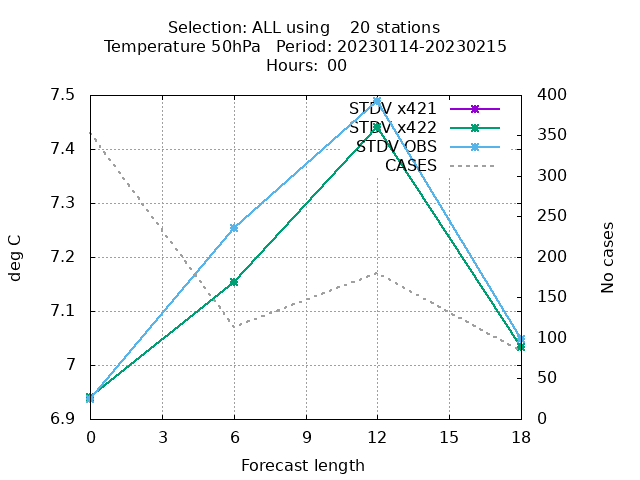 Selection: ALL using    20 stations
Temperature 50hPa   Period: 20230114-20230215
Hours: 00
7.5
7.4
7.3
7.2
7.1
7
6.9
400
350
300
250
200
150
100
50
0
0 3 6 9 12 15 18
STDV x421
STDV x422
STDV OBS
CASES
deg C
No cases
Forecast length